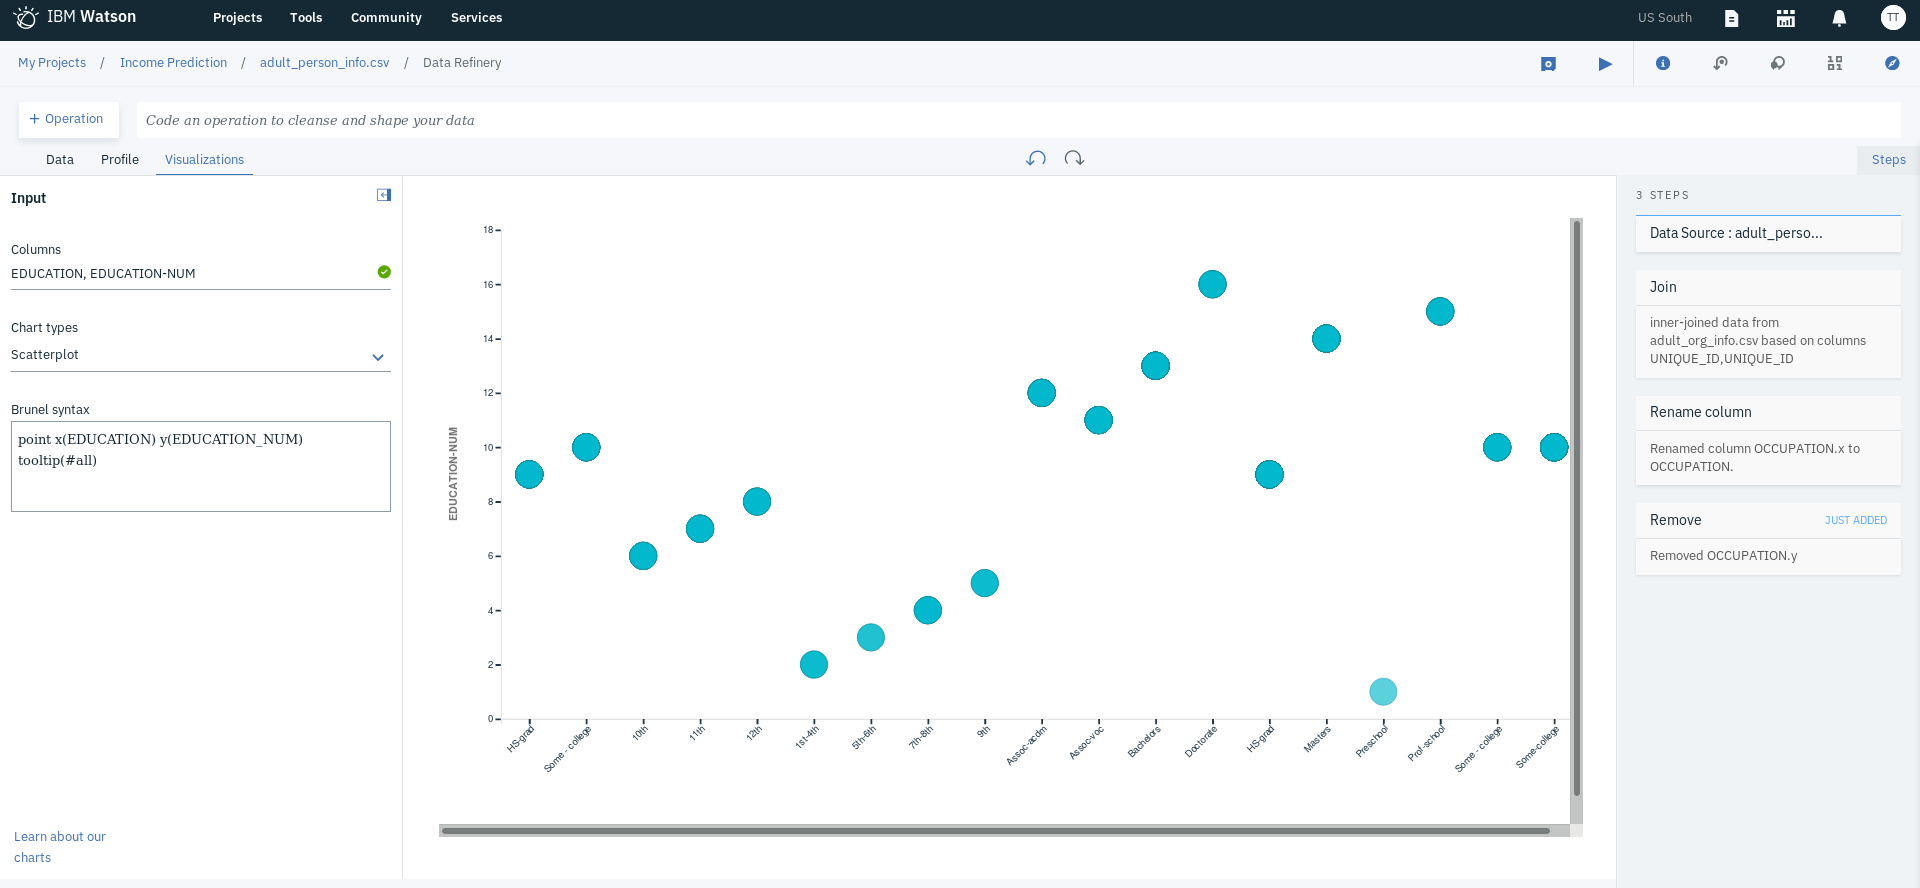 IBM Watson
Projects Tools Community Services
US South
TT
My Projects / Income Prediction / adult_person_info.csv / Data Refinery
+ Operation
Code an operation to cleanse and shape your data
Data Profile Visualizations
Steps
Input
Columns
EDUCATION, EDUCATION-NUM
Chart types
Scatterplot
Brunel syntax
point x(EDUCATION) y(EDUCATION_NUM)
tooltip(#all)
Learn about our
charts
EDUCATION-NUM
18
16
14
12
10
8
6
4
2
0
HS-grad
Some - college
10th
11th
12th
1st-4th
5th-6th
7th-8th
9th
Assoc-acdm
Assoc-voc
Bachelors
Doctorate
HS-grad
Masters
Preschool
Prof-school
Some - college
Some-college
3 STEPS
Data Source : adult_perso...
Join
inner-joined data from
adult_org_info.csv based on columns
UNIQUE_ID,UNIQUE_ID
Rename column
Renamed column OCCUPATION.x to
OCCUPATION.
Remove JUST ADDED
Removed OCCUPATION.y